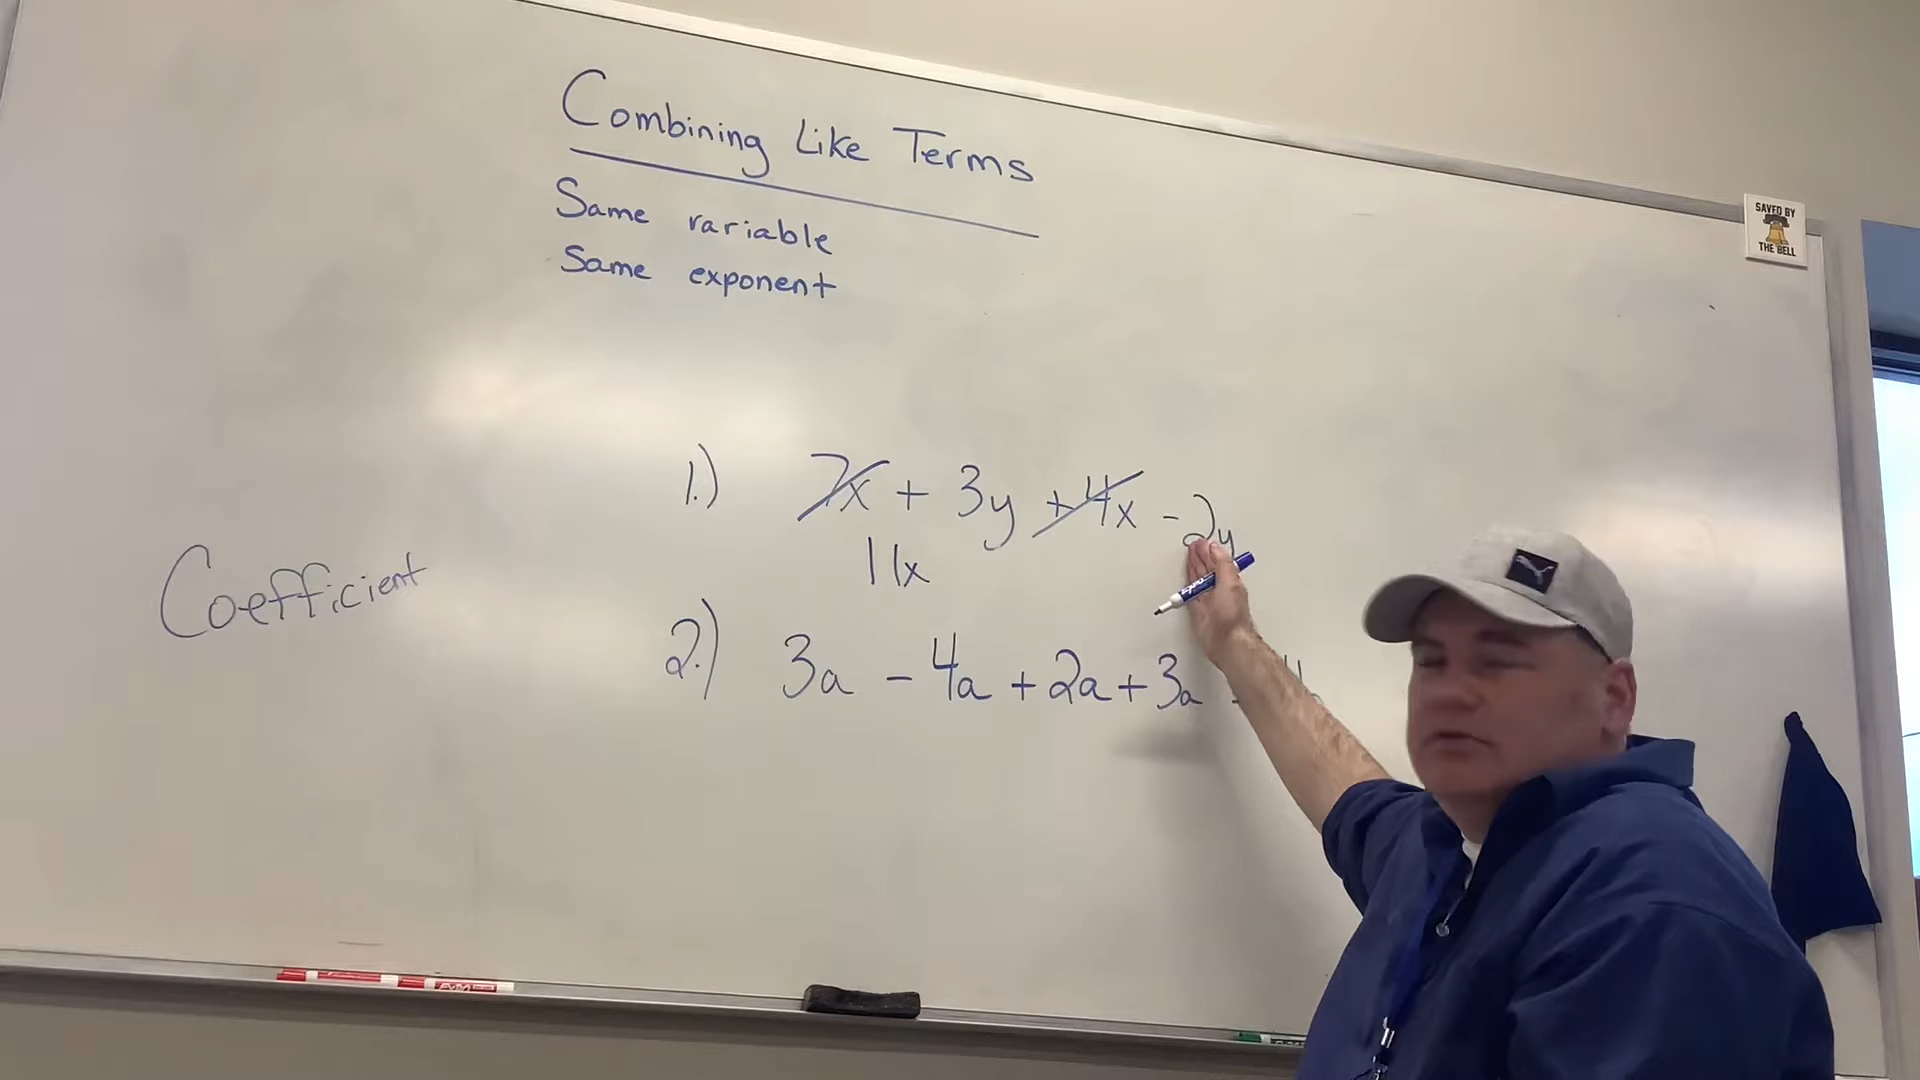 Combining Like Terms
Same variable
Same exponent
SAVED BY
THE BELL
1.) 7x + 3y + 4x - 2y
11x
Coefficient
2.) 3a - 4a + 2a + 3a
EXPO